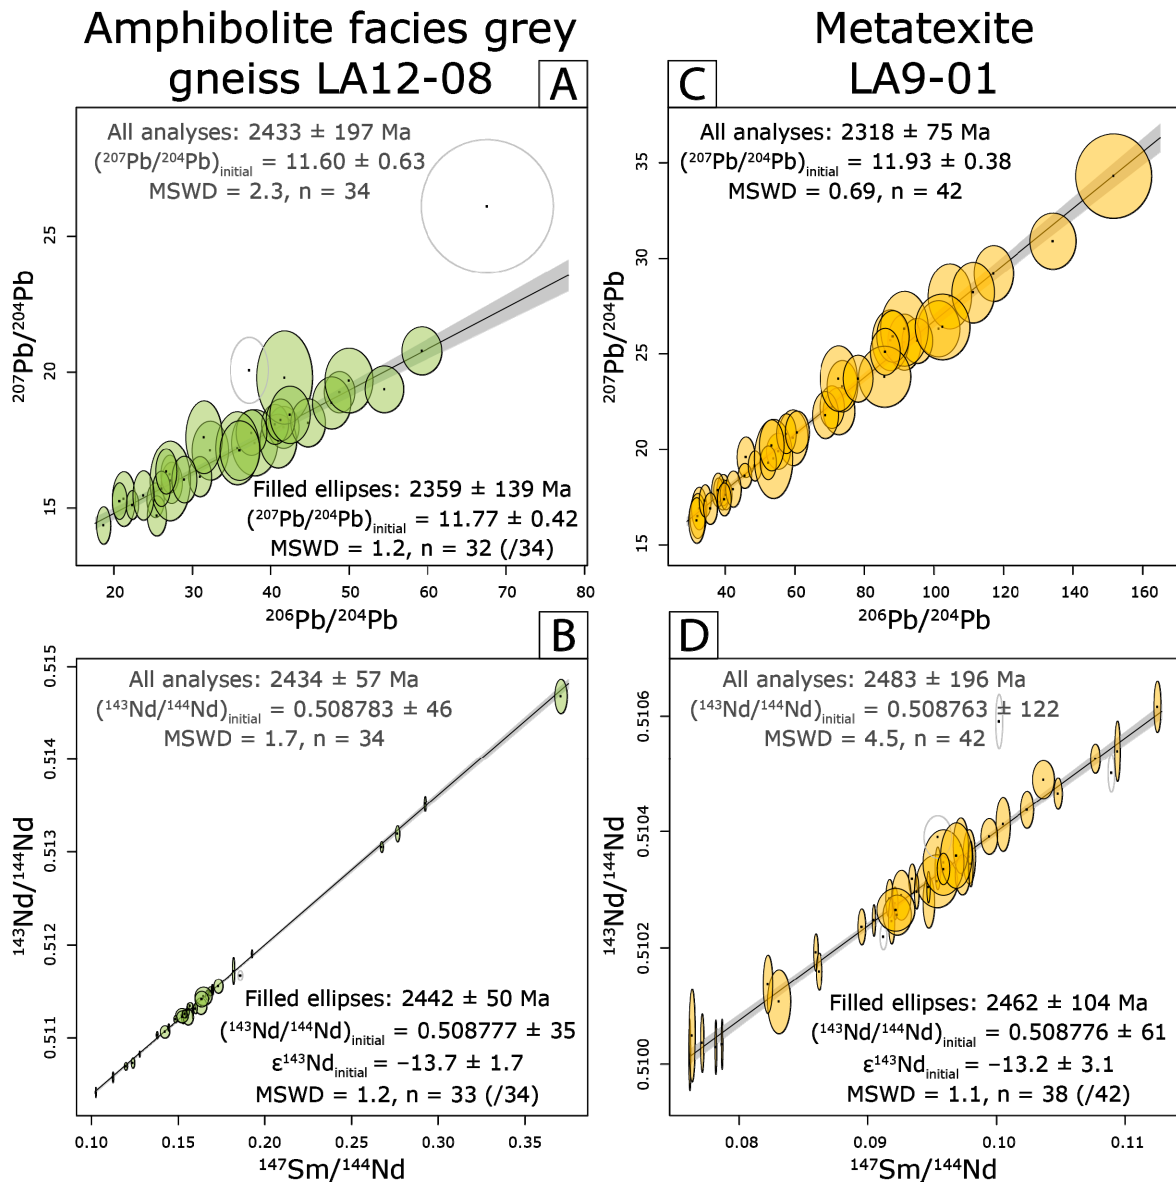 Amphibolite facies grey
gneiss LA12-08
Metatexite
LA9-01
A
All analyses: 2433 ± 197 Ma
(²⁰⁷Pb/²⁰⁴Pb)initial = 11.60 ± 0.63
MSWD = 2.3, n = 34
Filled ellipses: 2359 ± 139 Ma
(²⁰⁷Pb/²⁰⁴Pb)initial = 11.77 ± 0.42
MSWD = 1.2, n = 32 (/34)
²⁰⁷Pb/²⁰⁴Pb
25
20
15
20 30 40 50 60 70 80
²⁰⁶Pb/²⁰⁴Pb
C
All analyses: 2318 ± 75 Ma
(²⁰⁷Pb/²⁰⁴Pb)initial = 11.93 ± 0.38
MSWD = 0.69, n = 42
²⁰⁷Pb/²⁰⁴Pb
35
30
25
20
15
40 60 80 100 120 140 160
²⁰⁶Pb/²⁰⁴Pb
B
All analyses: 2434 ± 57 Ma
(¹⁴³Nd/¹⁴⁴Nd)initial = 0.508783 ± 46
MSWD = 1.7, n = 34
Filled ellipses: 2442 ± 50 Ma
(¹⁴³Nd/¹⁴⁴Nd)initial = 0.508777 ± 35
ε¹⁴³Ndinitial = −13.7 ± 1.7
MSWD = 1.2, n = 33 (/34)
¹⁴³Nd/¹⁴⁴Nd
0.515
0.514
0.513
0.512
0.511
0.10 0.15 0.20 0.25 0.30 0.35
¹⁴⁷Sm/¹⁴⁴Nd
D
All analyses: 2483 ± 196 Ma
(¹⁴³Nd/¹⁴⁴Nd)initial = 0.508763 ± 122
MSWD = 4.5, n = 42
Filled ellipses: 2462 ± 104 Ma
(¹⁴³Nd/¹⁴⁴Nd)initial = 0.508776 ± 61
ε¹⁴³Ndinitial = −13.2 ± 3.1
MSWD = 1.1, n = 38 (/42)
¹⁴³Nd/¹⁴⁴Nd
0.5106
0.5104
0.5102
0.5100
0.08 0.09 0.10 0.11
¹⁴⁷Sm/¹⁴⁴Nd